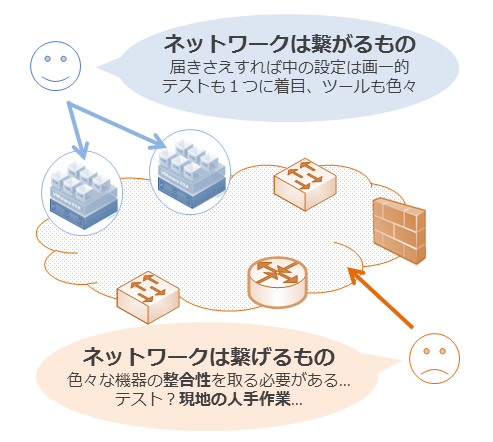 ネットワークは繋がるもの
届きさえすれば中の設定は画一的
テストも１つに着目、ツールも色々
ネットワークは繋げるもの
色々な機器の整合性を取る必要がある...
テスト？現地の人手作業...